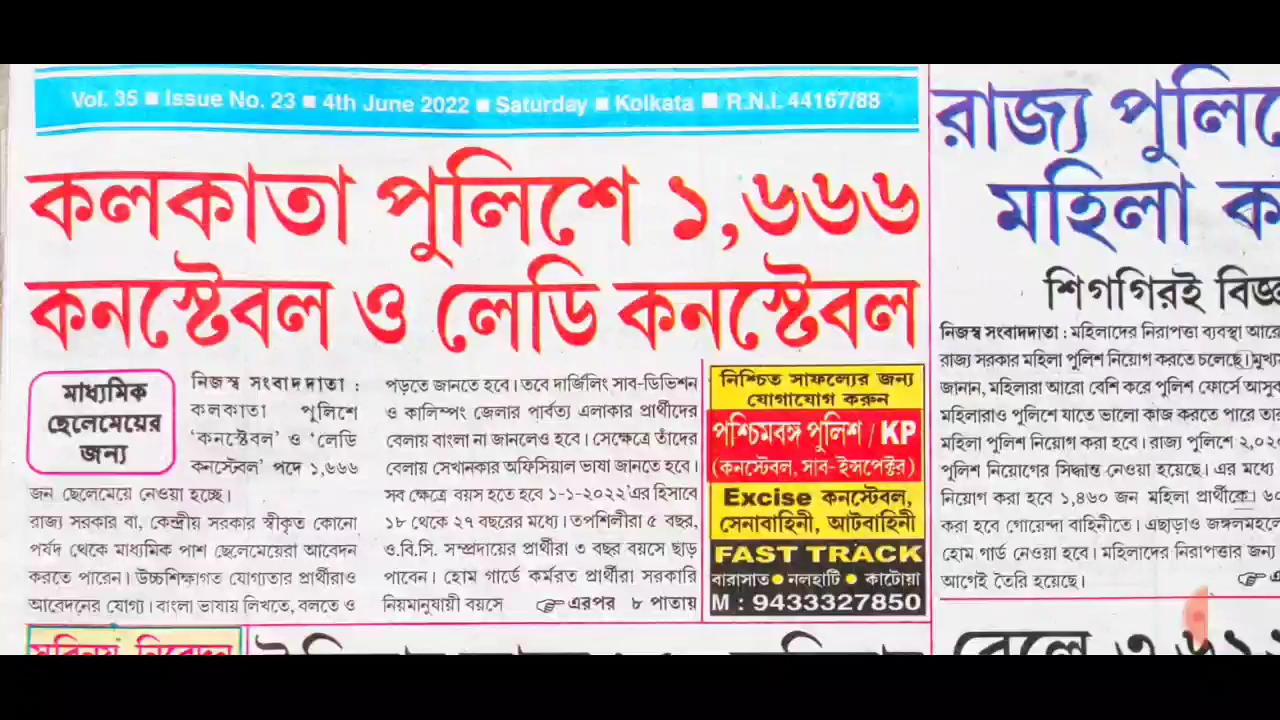 Vol. 35 ■ Issue No. 23 ■ 4th June 2022 ■ Saturday ■ Kolkata ■ R.N.I. 44167/88
কলকাতা পুলিশে ১,৬৬৬
কনস্টেবল ও লেডি কনস্টেবল
মাধ্যমিক
ছেলেমেয়ের
জন্য
নিজস্ব সংবাদদাতা :
কলকাতা পুলিশে
'কনস্টেবল' ও 'লেডি
কনস্টেবল' পদে ১,৬৬৬
জন ছেলেমেয়ে নেওয়া হচ্ছে।
রাজ্য সরকার বা, কেন্দ্রীয় সরকার স্বীকৃত কোনো
পর্ষদ থেকে মাধ্যমিক পাশ ছেলেমেয়েরা আবেদন
করতে পারেন। উচ্চশিক্ষাগত যোগ্যতার প্রার্থীরাও
আবেদনের যোগ্য। বাংলা ভাষায় লিখতে, বলতে ও
পড়তে জানতে হবে। তবে দার্জিলিং সাব-ডিভিশন
ও কালিম্পং জেলার পার্বত্য এলাকার প্রার্থীদের
বেলায় বাংলা না জানলেও হবে। সেক্ষেত্রে তাঁদের
বেলায় সেখানকার অফিসিয়াল ভাষা জানতে হবে।
সব ক্ষেত্রে বয়স হতে হবে ১-১-২০২২'এর হিসাবে
১৮ থেকে ২৭ বছরের মধ্যে। তপশিলীরা ৫ বছর,
ও.বি.সি. সম্প্রদায়ের প্রার্থীরা ৩ বছর বয়সে ছাড়
পাবেন। হোম গার্ডে কর্মরত প্রার্থীরা সরকারি
নিয়মানুযায়ী বয়সে এরপর ৮ পাতায়
নিশ্চিত সাফল্যের জন্য
যোগাযোগ করুন
পশ্চিমবঙ্গ পুলিশ / KP
(কনস্টেবল, সাব-ইন্সপেক্টর)
Excise কনস্টেবল,
সেনাবাহিনী, আটবাহিনী
FAST TRACK
বারাসাত ● নলহাটি ● কাটোয়া
M : 9433327850
রাজ্য
মহিলা
শিগগিরই
নিজস্ব সংবাদদাতা : মহিলাদের নিরাপত্তা ব্যবস্থা
রাজ্য সরকার মহিলা পুলিশ নিয়োগ করতে চলেছে।
জানান, মহিলারা আরো বেশি করে পুলিশ ফোর্সে
মহিলারাও পুলিশে যাতে ভালো কাজ করতে পারে
মহিলা পুলিশ নিয়োগ করা হবে। রাজ্য পুলিশে
পুলিশ নিয়োগের সিদ্ধান্ত নেওয়া হয়েছে। এর মধ্যে
নিয়োগ করা হবে ১,৪৬০ জন মহিলা প্রার্থীকে।
করা হবে গোয়েন্দা বাহিনীতে। এছাড়াও
হোম গার্ড নেওয়া হবে। মহিলাদের নিরাপত্তার জন্য
আগেই তৈরি হয়েছে।